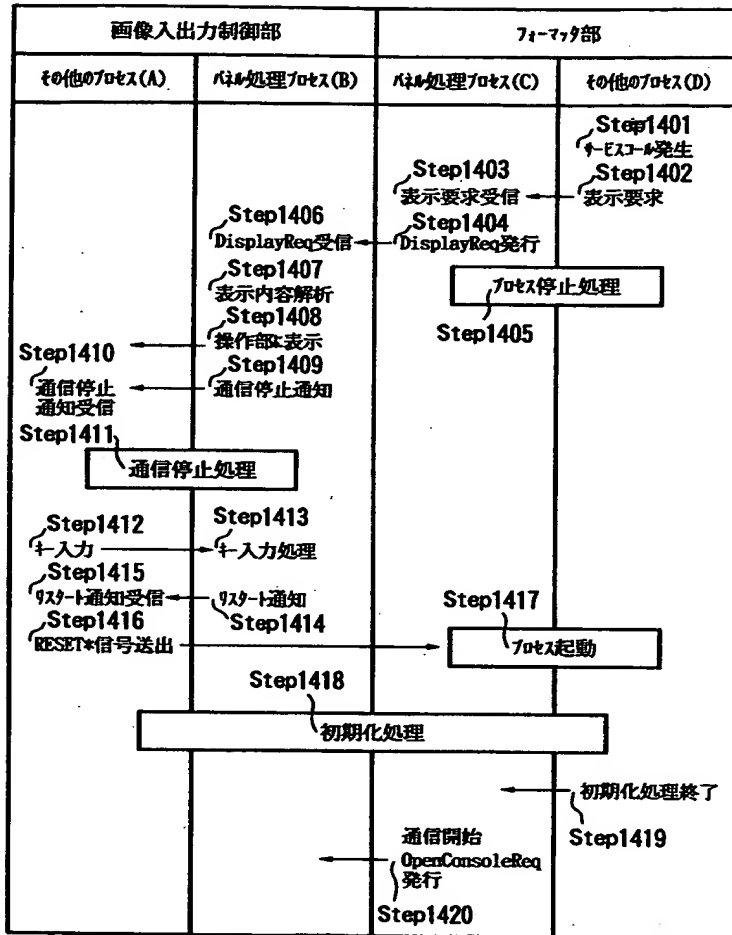 画像入出力制御部
フォーマッタ部
その他のプロセス(A)
パネル処理プロセス(B)
パネル処理プロセス(C)
その他のプロセス(D)
Step1401
サービスコール発生
Step1403
Step1402
表示要求受信
表示要求
Step1406
Step1404
DisplayReq受信
DisplayReq発行
Step1407
表示内容解析
プロセス停止処理
Step1408
Step1405
操作部に表示
Step1410
Step1409
通信停止
通知受信
通信停止通知
Step1411
通信停止処理
Step1412
Step1413
キー入力
キー入力処理
Step1415
リスタート通知受信
リスタート通知
Step1416
Step1414
Step1417
RESET*信号送出
プロセス起動
Step1418
初期化処理
初期化処理終了
Step1419
通信開始
OpenConsoleReq
発行
Step1420